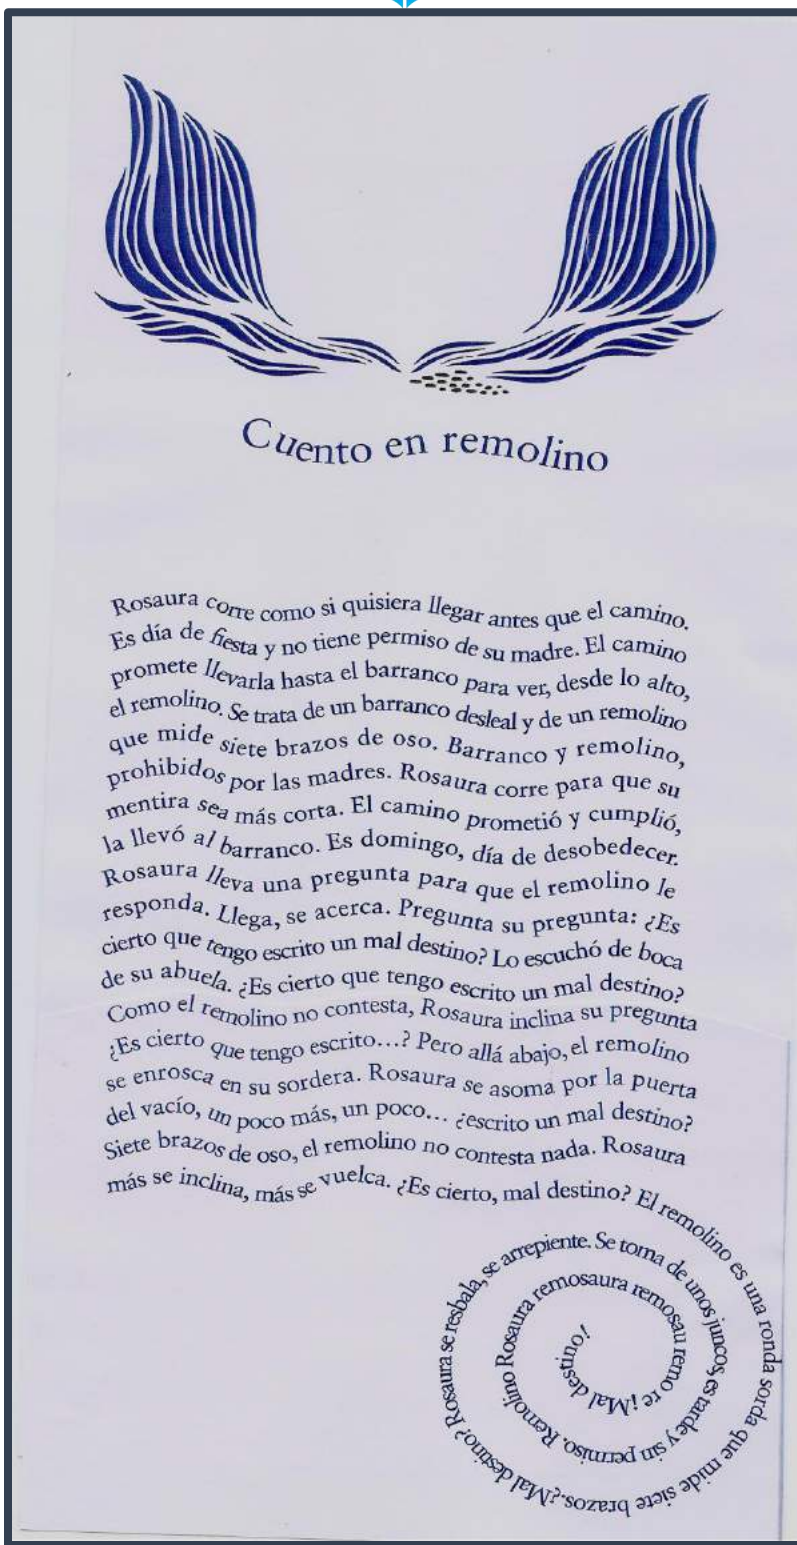 Cuento en remolino
Rosaura corre como si quisiera llegar antes que el camino.
Es día de fiesta y no tiene permiso de su madre. El camino
promete llevarla hasta el barranco para ver, desde lo alto,
el remolino. Se trata de un barranco desleal y de un remolino
que mide siete brazos de oso. Barranco y remolino,
prohibidos por las madres. Rosaura corre para que su
mentira sea más corta. El camino prometió y cumplió,
la llevó al barranco. Es domingo, día de desobedecer.
Rosaura lleva una pregunta para que el remolino le
responda. Llega, se acerca. Pregunta su pregunta: ¿Es
cierto que tengo escrito un mal destino? Lo escuchó de boca
de su abuela. ¿Es cierto que tengo escrito un mal destino?
Como el remolino no contesta, Rosaura inclina su pregunta
¿Es cierto que tengo escrito...? Pero allá abajo, el remolino
se enrosca en su sordera. Rosaura se asoma por la puerta
del vacío, un poco más, un poco... ¿escrito un mal destino?
Siete brazos de oso, el remolino no contesta nada. Rosaura
más se inclina, más se vuelca. ¿Es cierto, mal destino? El remolino es una ronda sorda que mide siete brazos. ¿Mal destino? Rosaura se resbala, se arrepiente. Se toma de unos juncos, es tarde y sin permiso. Remolino Rosaura remosaura remosau remo re ¡Mal destino!